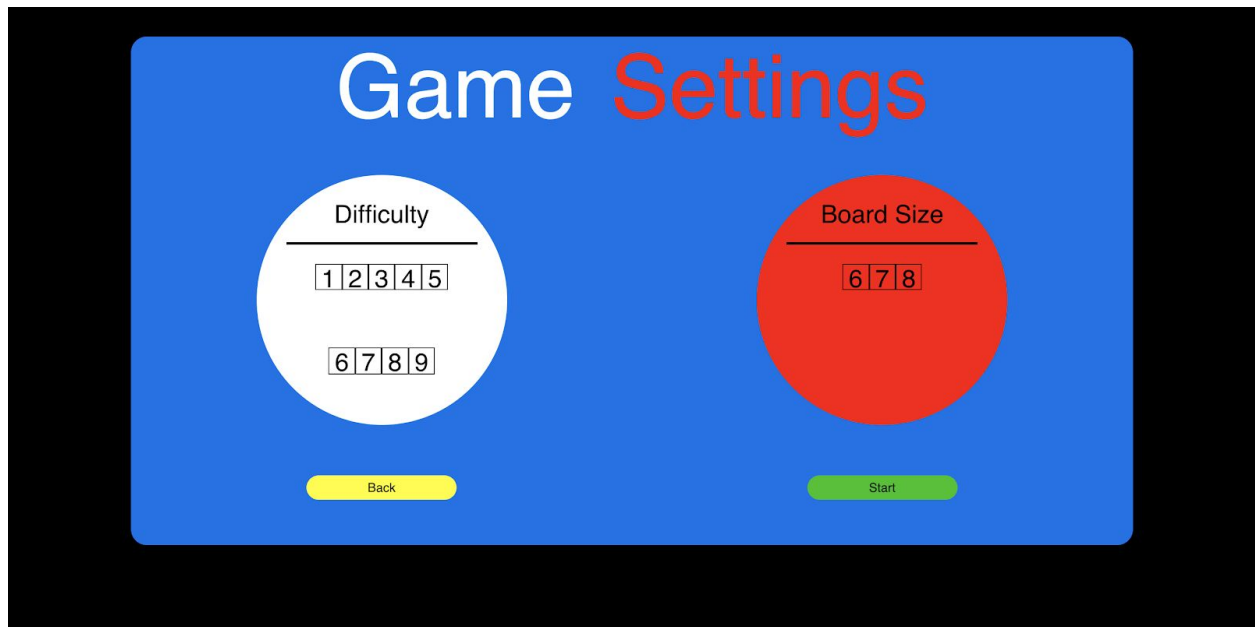 Game Settings
Difficulty
1 2 3 4 5
6 7 8 9
Board Size
6 7 8
Back
Start